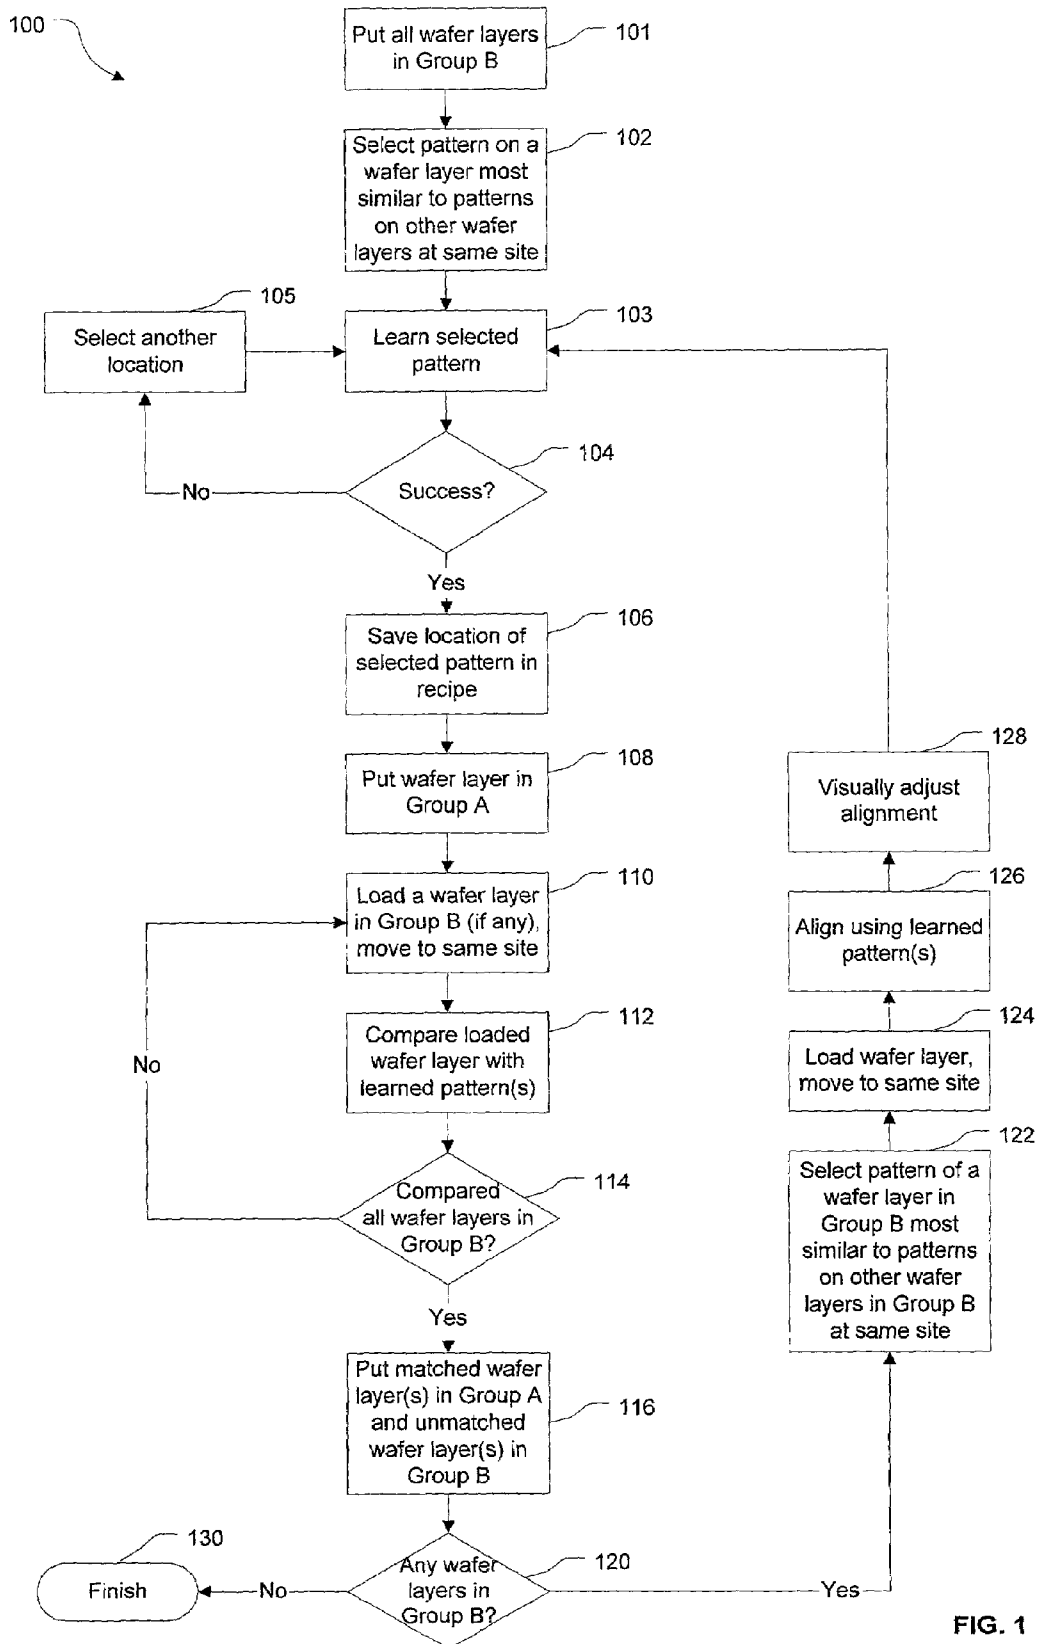 100
Put all wafer layers
in Group B
101
Select pattern on a
wafer layer most
similar to patterns
on other wafer
layers at same site
102
Select another
location
105
Learn selected
pattern
103
Success?
104
No
Yes
Save location of
selected pattern in
recipe
106
Put wafer layer in
Group A
108
Load a wafer layer
in Group B (if any),
move to same site
110
Compare loaded
wafer layer with
learned pattern(s)
112
No
Compared
all wafer layers in
Group B?
114
Yes
Put matched wafer
layer(s) in Group A
and unmatched
wafer layer(s) in
Group B
116
Any wafer
layers in
Group B?
120
No
Finish
130
Yes
Select pattern of a
wafer layer in
Group B most
similar to patterns
on other wafer
layers in Group B
at same site
122
Load wafer layer,
move to same site
124
Align using learned
pattern(s)
126
Visually adjust
alignment
128
FIG. 1